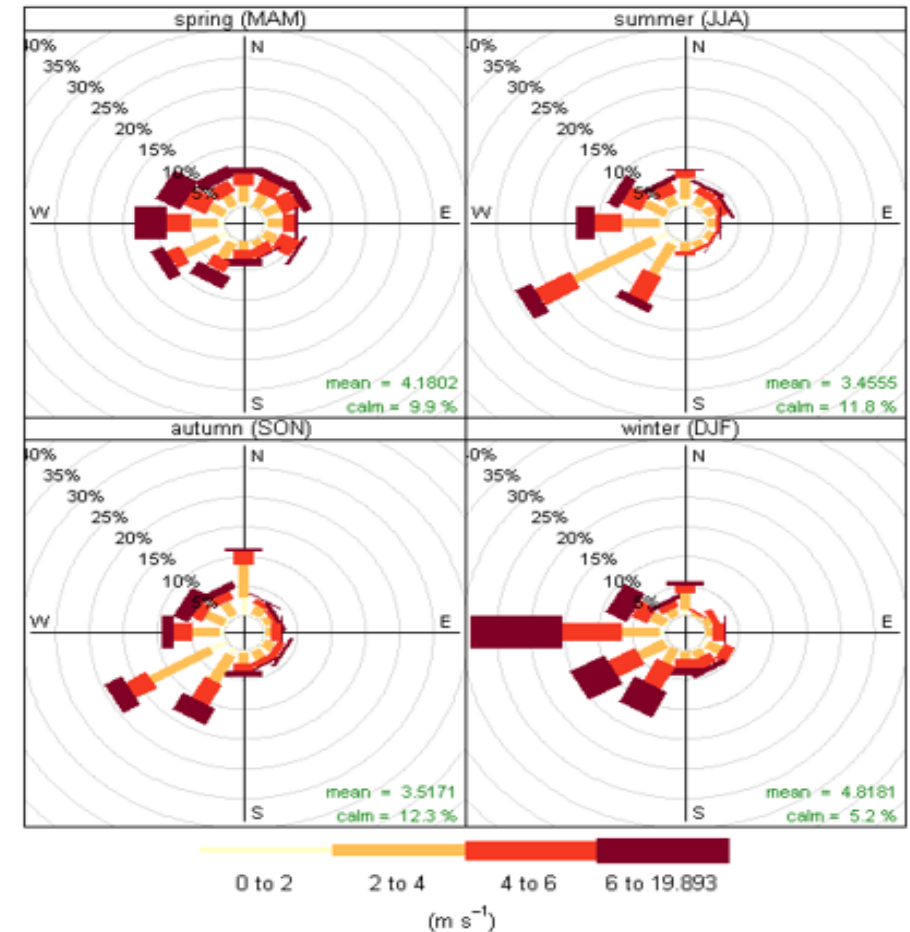 spring (MAM)
summer (JJA)
40%
35%
30%
25%
20%
15%
10%
5%
N
W
E
S
mean = 4.1802
calm = 9.9 %
0%
35%
30%
25%
20%
15%
10%
5%
N
W
E
S
mean = 3.4555
calm = 11.8 %
autumn (SON)
winter (DJF)
0%
35%
30%
25%
20%
15%
10%
5%
N
W
E
S
mean = 3.5171
calm = 12.3 %
0%
35%
30%
25%
20%
15%
10%
5%
N
W
E
S
mean = 4.8181
calm = 5.2 %
0 to 2
2 to 4
4 to 6
6 to 19.893
(m s⁻¹)